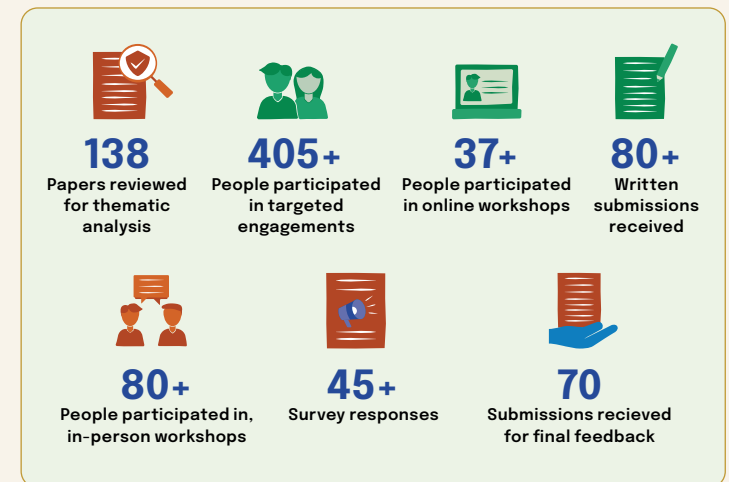 138
Papers reviewed
for thematic
analysis
405+
People participated
in targeted
engagements
37+
People participated
in online workshops
80+
Written
submissions
received
80+
People participated in,
in-person workshops
45+
Survey responses
70
Submissions recieved
for final feedback